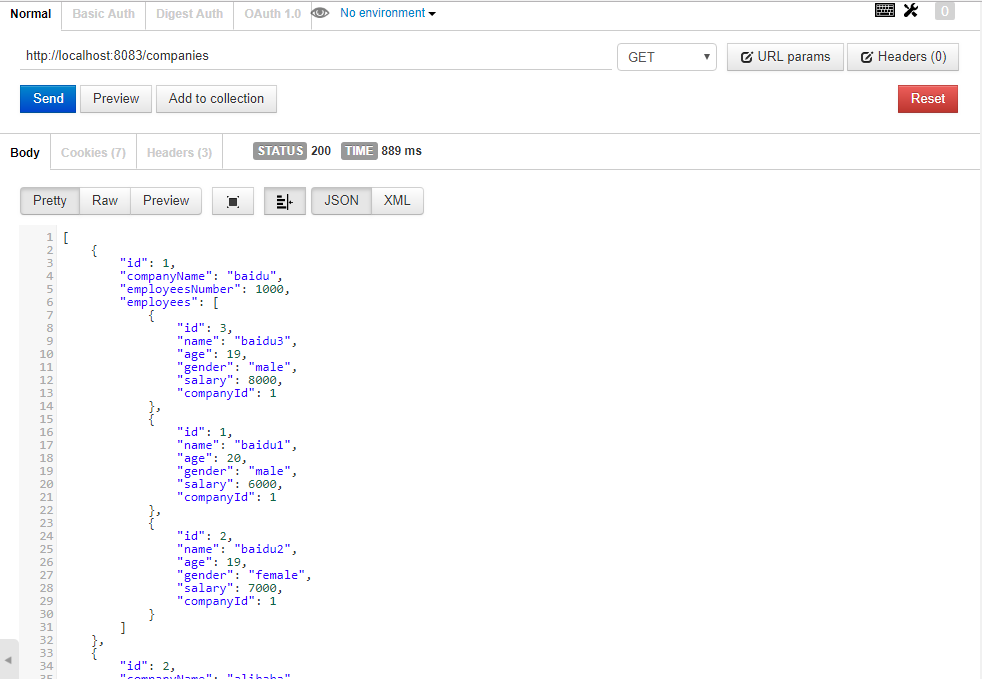 Normal Basic Auth Digest Auth OAuth 1.0 No environment 0
http://localhost:8083/companies GET URL params Headers (0)
Send Preview Add to collection Reset
Body Cookies (7) Headers (3) STATUS 200 TIME 889 ms
Pretty Raw Preview JSON XML
1 [
2 {
3 "id": 1,
4 "companyName": "baidu",
5 "employeesNumber": 1000,
6 "employees": [
7 {
8 "id": 3,
9 "name": "baidu3",
10 "age": 19,
11 "gender": "male",
12 "salary": 8000,
13 "companyId": 1
14 },
15 {
16 "id": 1,
17 "name": "baidu1",
18 "age": 20,
19 "gender": "male",
20 "salary": 6000,
21 "companyId": 1
22 },
23 {
24 "id": 2,
25 "name": "baidu2",
26 "age": 19,
27 "gender": "female",
28 "salary": 7000,
29 "companyId": 1
30 }
31 ]
32 },
33 {
34 "id": 2,
35 "companyName": "alibaba"